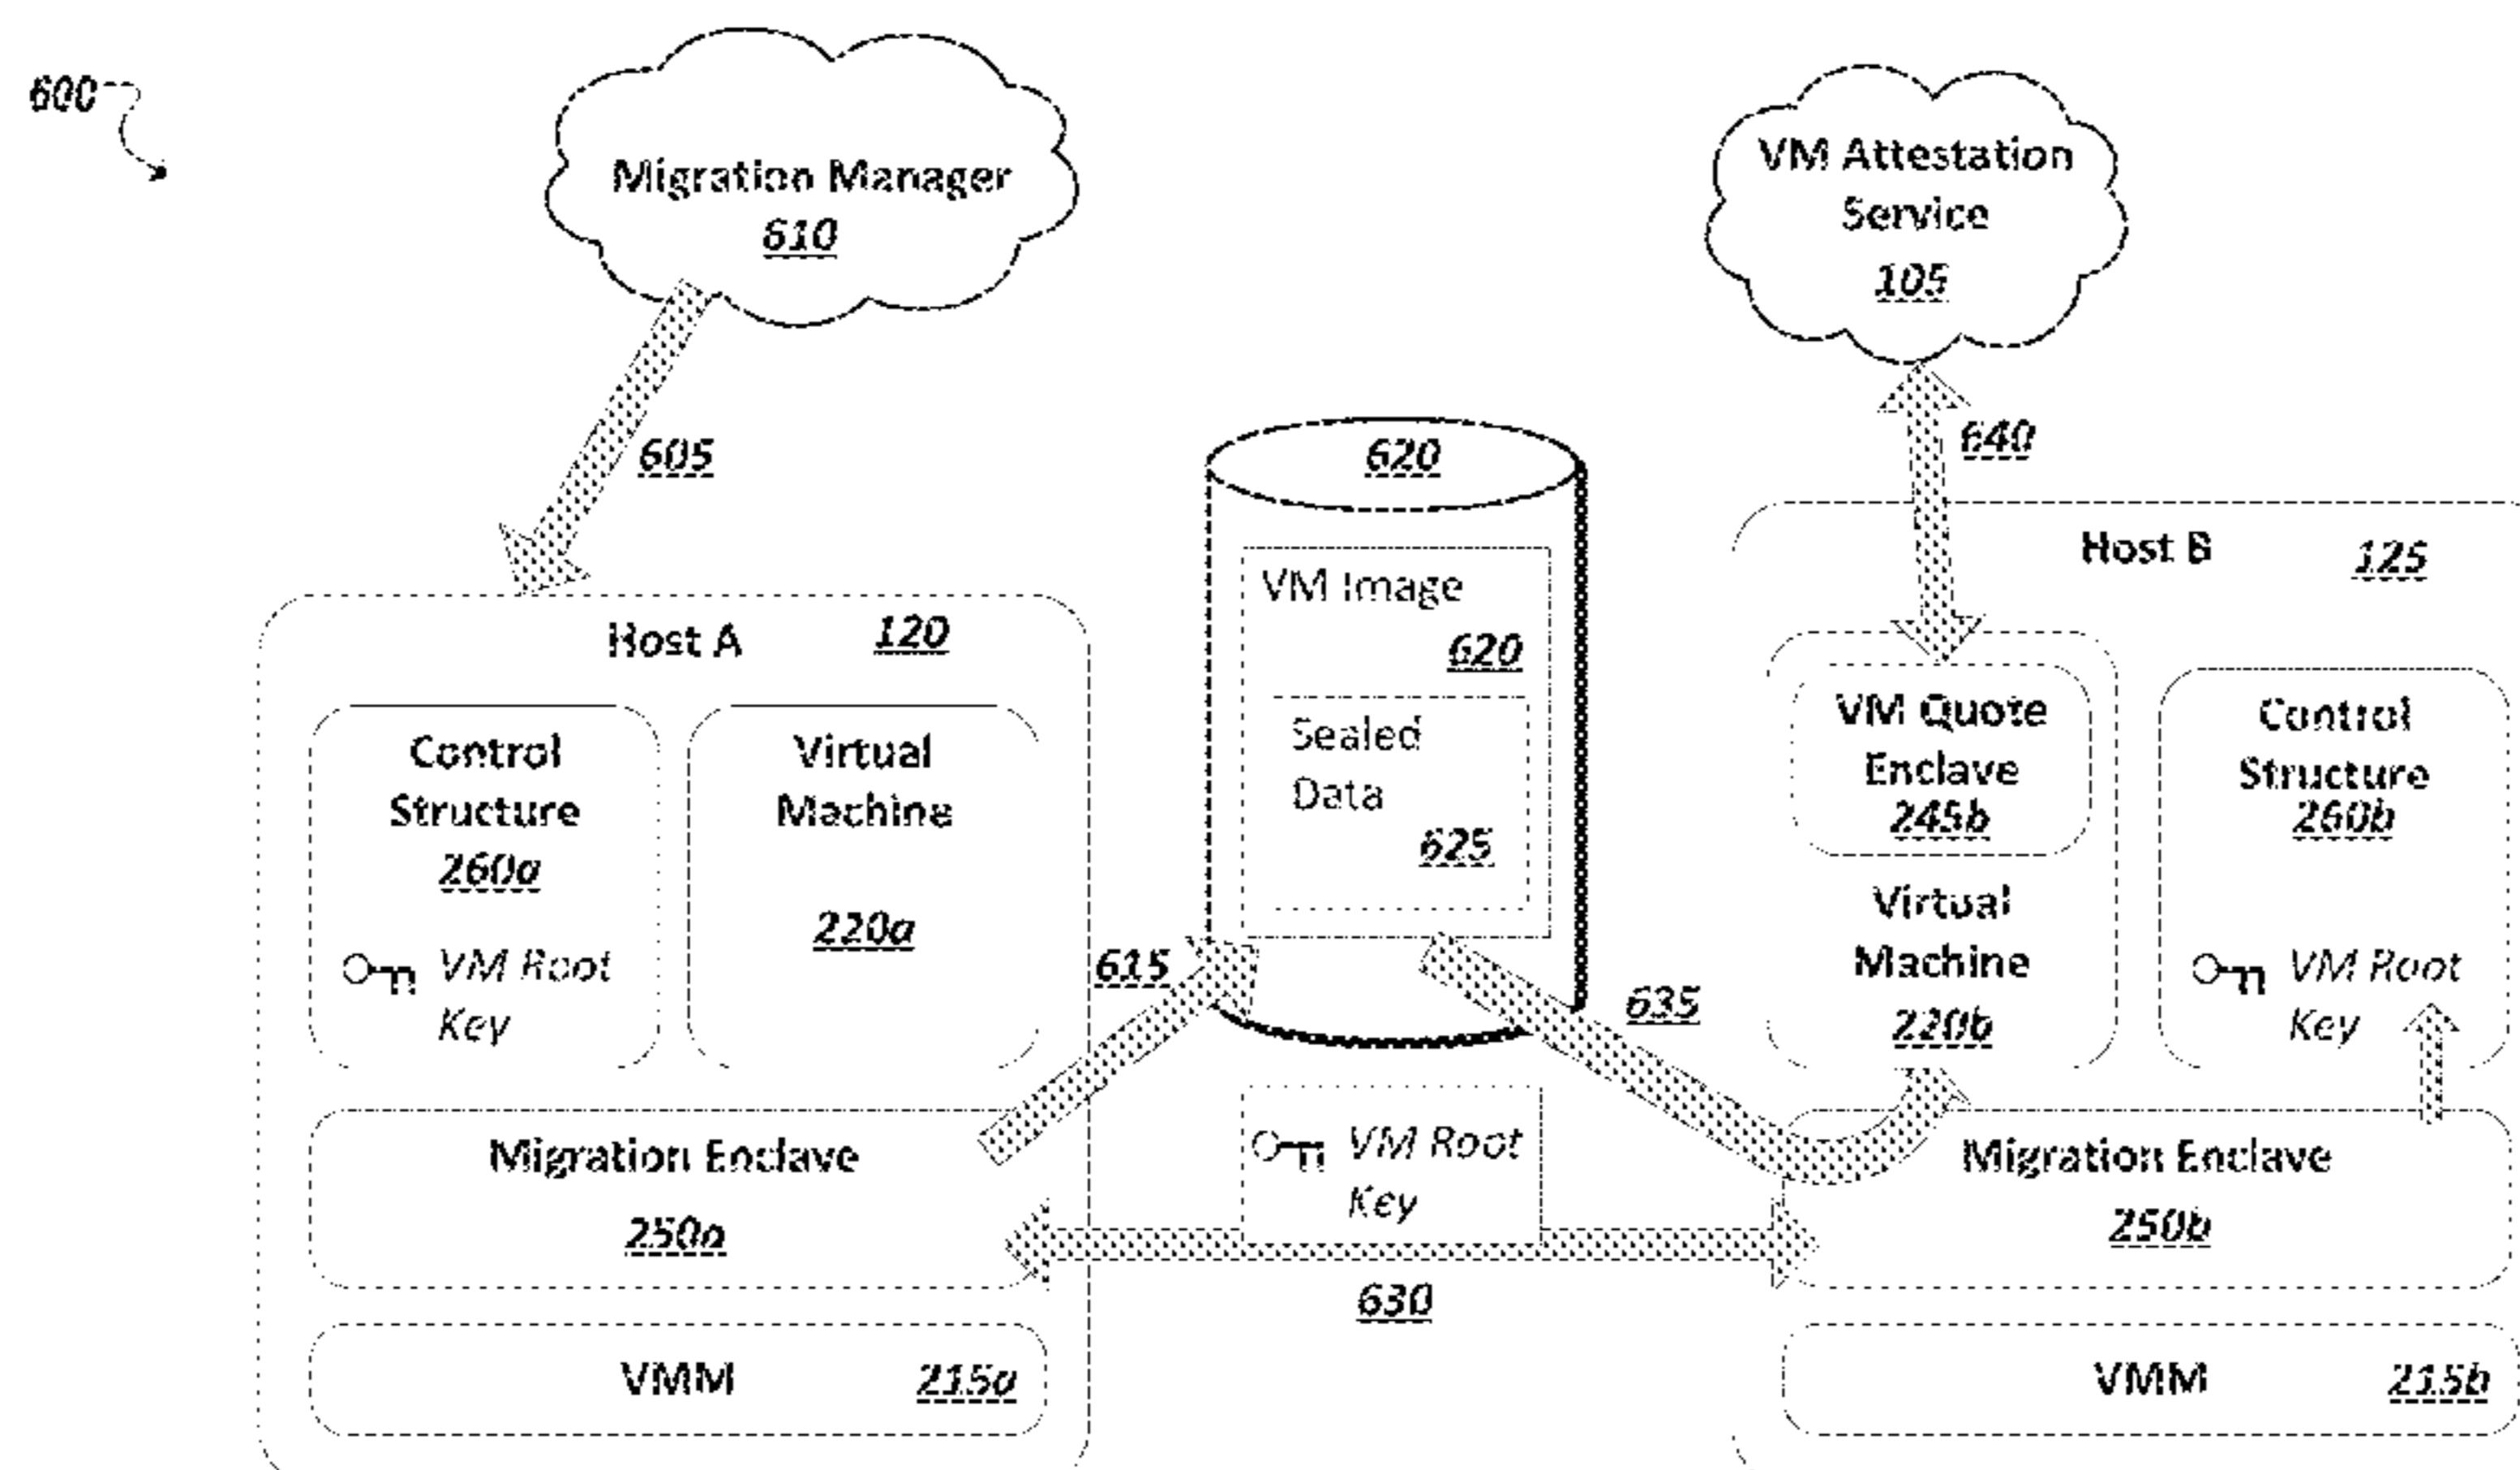 600
Migration Manager
610
VM Attestation
Service
105
605
640
620
VM Image
620
Sealed
Data
625
Host A 120
Control
Structure
260a
VM Root
Key
Virtual
Machine
220a
Migration Enclave
250a
VMM 215a
615
635
VM Root
Key
630
Host B 125
VM Quote
Enclave
245b
Virtual
Machine
220b
Control
Structure
260b
VM Root
Key
Migration Enclave
250b
VMM 215b